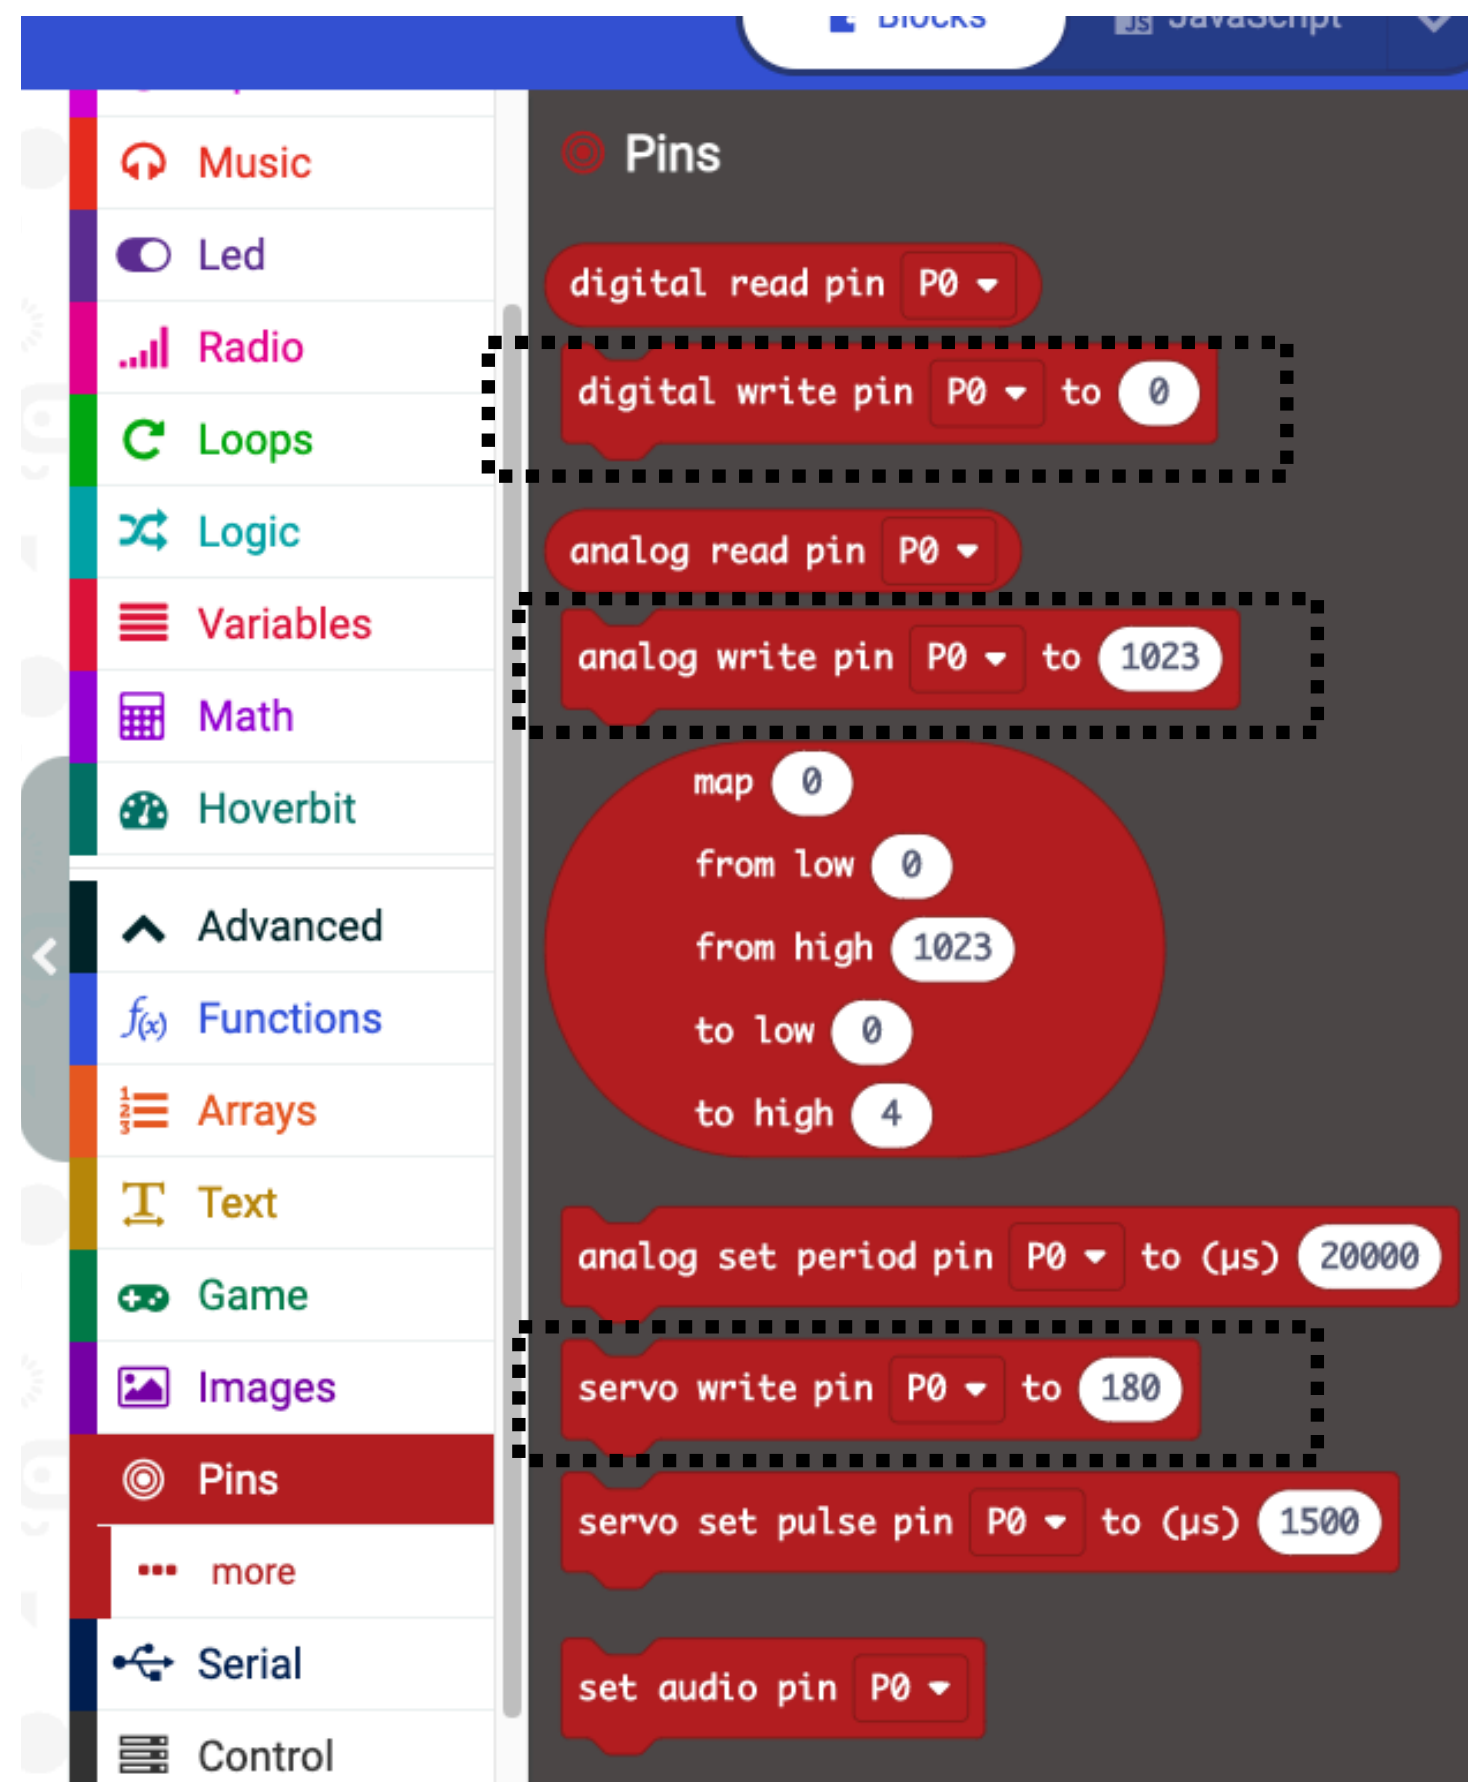 Blocks
JS JavaScript
Music
Led
Radio
Loops
Logic
Variables
Math
Hoverbit
Advanced
f(x) Functions
Arrays
Text
Game
Images
Pins
more
Serial
Control
Pins
digital read pin P0
digital write pin P0 to 0
analog read pin P0
analog write pin P0 to 1023
map 0
from low 0
from high 1023
to low 0
to high 4
analog set period pin P0 to (µs) 20000
servo write pin P0 to 180
servo set pulse pin P0 to (µs) 1500
set audio pin P0